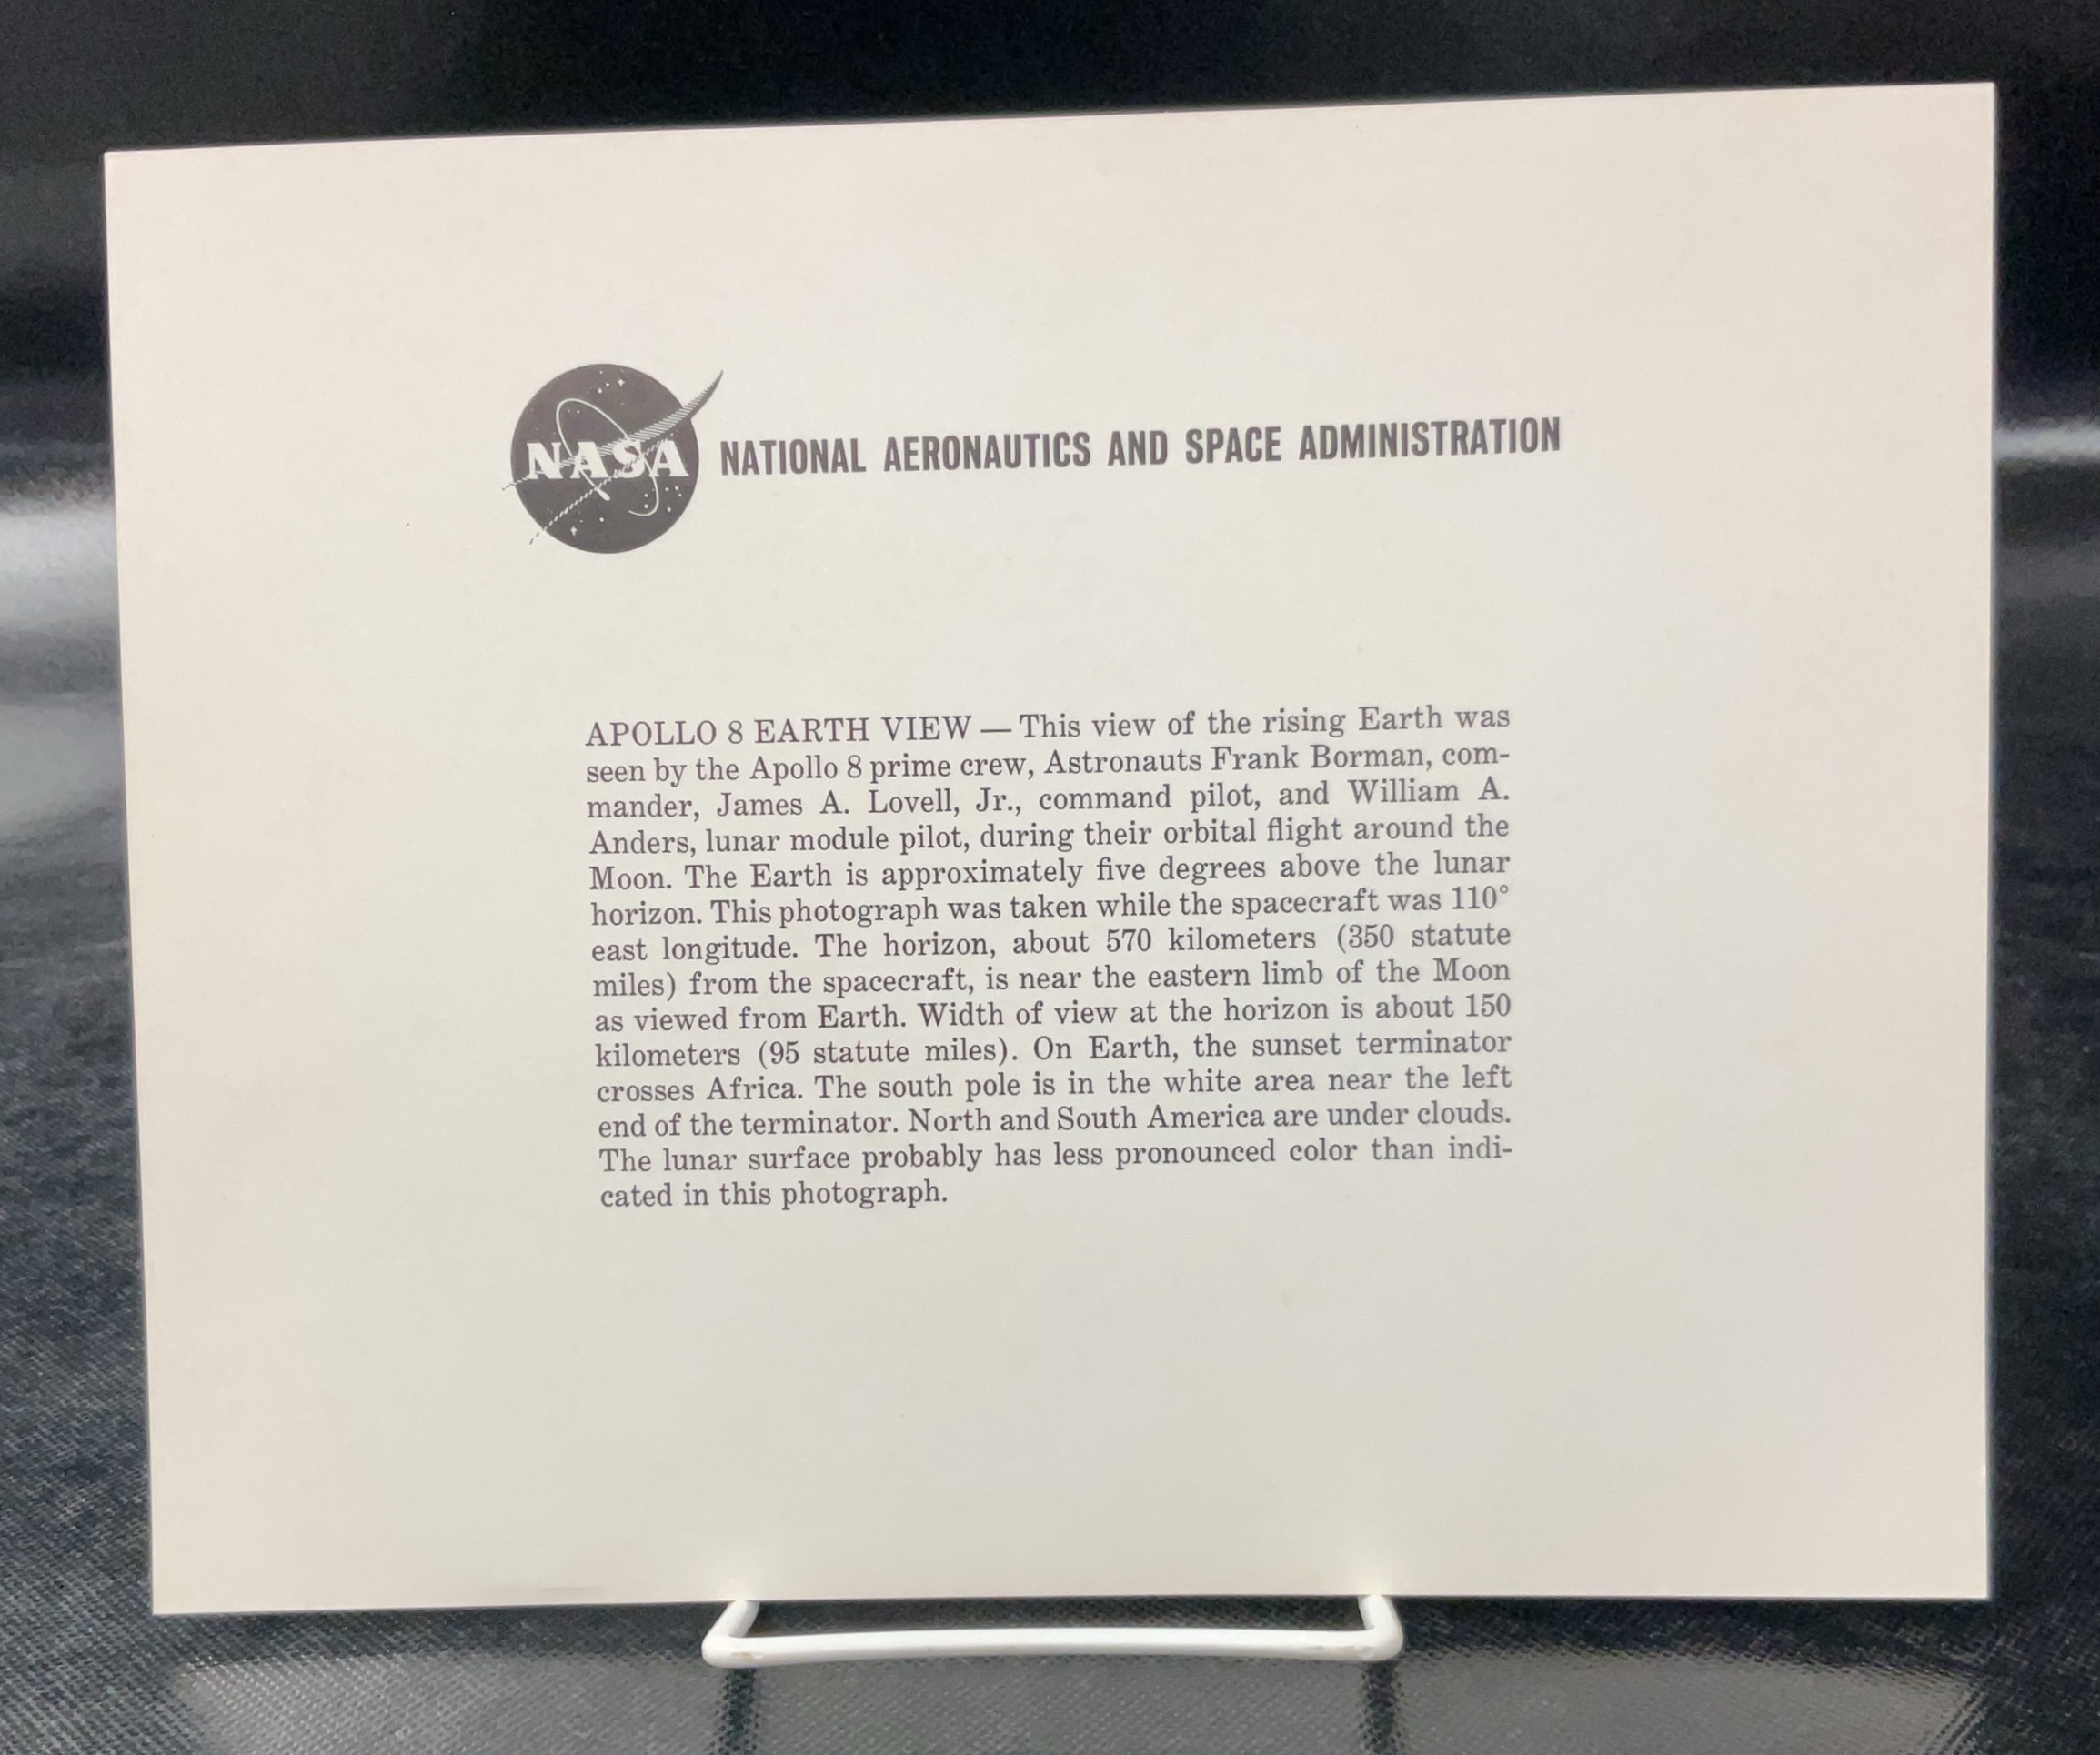 NASA NATIONAL AERONAUTICS AND SPACE ADMINISTRATION
APOLLO 8 EARTH VIEW — This view of the rising Earth was
seen by the Apollo 8 prime crew, Astronauts Frank Borman, com-
mander, James A. Lovell, Jr., command pilot, and William A.
Anders, lunar module pilot, during their orbital flight around the
Moon. The Earth is approximately five degrees above the lunar
horizon. This photograph was taken while the spacecraft was 110°
east longitude. The horizon, about 570 kilometers (350 statute
miles) from the spacecraft, is near the eastern limb of the Moon
as viewed from Earth. Width of view at the horizon is about 150
kilometers (95 statute miles). On Earth, the sunset terminator
crosses Africa. The south pole is in the white area near the left
end of the terminator. North and South America are under clouds.
The lunar surface probably has less pronounced color than indi-
cated in this photograph.